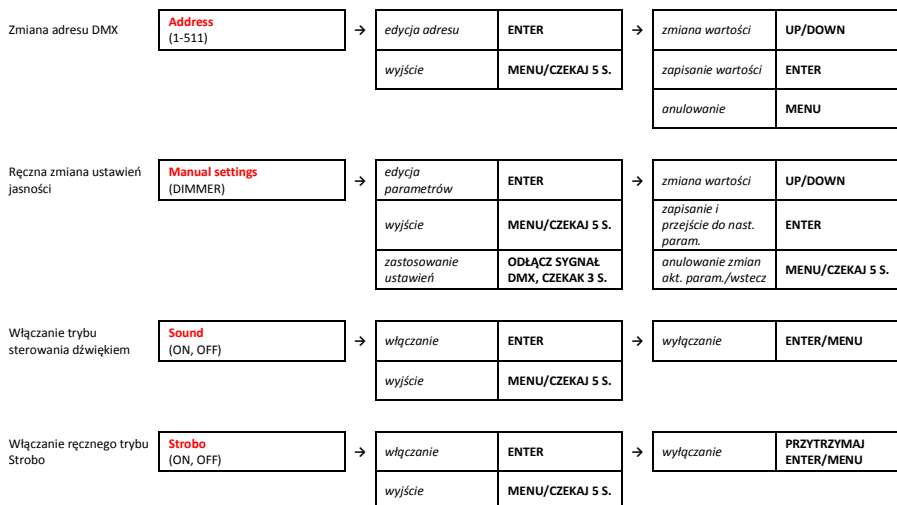 Zmiana adresu DMX
Address
(1-511)
→
edycja adresu
ENTER
→
zmiana wartości
UP/DOWN
wyjście
MENU/CZEKAJ 5 S.
zapisanie wartości
ENTER
anulowanie
MENU
Ręczna zmiana ustawień
jasności
Manual settings
(DIMMER)
→
edycja
parametrów
ENTER
→
zmiana wartości
UP/DOWN
wyjście
MENU/CZEKAJ 5 S.
zapisanie i
przejście do nast.
param.
ENTER
zastosowanie
ustawień
ODŁĄCZ SYGNAŁ
DMX, CZEKAK 3 S.
anulowanie zmian
akt. param./wstecz
MENU/CZEKAJ 5 S.
Włączanie trybu
sterowania dźwiękiem
Sound
(ON, OFF)
→
włączanie
ENTER
→
wyłączanie
ENTER/MENU
wyjście
MENU/CZEKAJ 5 S.
Włączanie ręcznego trybu
Strobo
Strobo
(ON, OFF)
→
włączanie
ENTER
→
wyłączanie
PRZYTRZYMAJ
ENTER/MENU
wyjście
MENU/CZEKAJ 5 S.